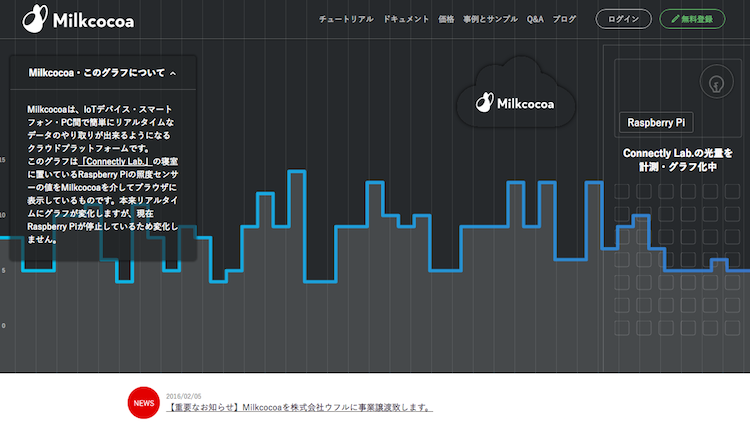 Milkcocoa
チュートリアル ドキュメント 価格 事例とサンプル Q&A ブログ ログイン 無料登録
Milkcocoa・このグラフについて
Milkcocoaは、IoTデバイス・スマート
フォン・PC間で簡単にリアルタイムな
データのやり取りが出来るようになる
クラウドプラットフォームです。
このグラフは「Connectly Lab.」の寝室
に置いているRaspberry Piの照度センサ
ーの値をMilkcocoaを介してブラウザに
表示しているものです。本来リアルタイ
ムにグラフが変化しますが、現在
Raspberry Piが停止しているため変化し
ません。
Milkcocoa
Raspberry Pi
Connectly Lab.の光量を
計測・グラフ化中
15
10
5
0
NEWS
2016/02/05
【重要なお知らせ】Milkcocoaを株式会社ウフルに事業譲渡致します。